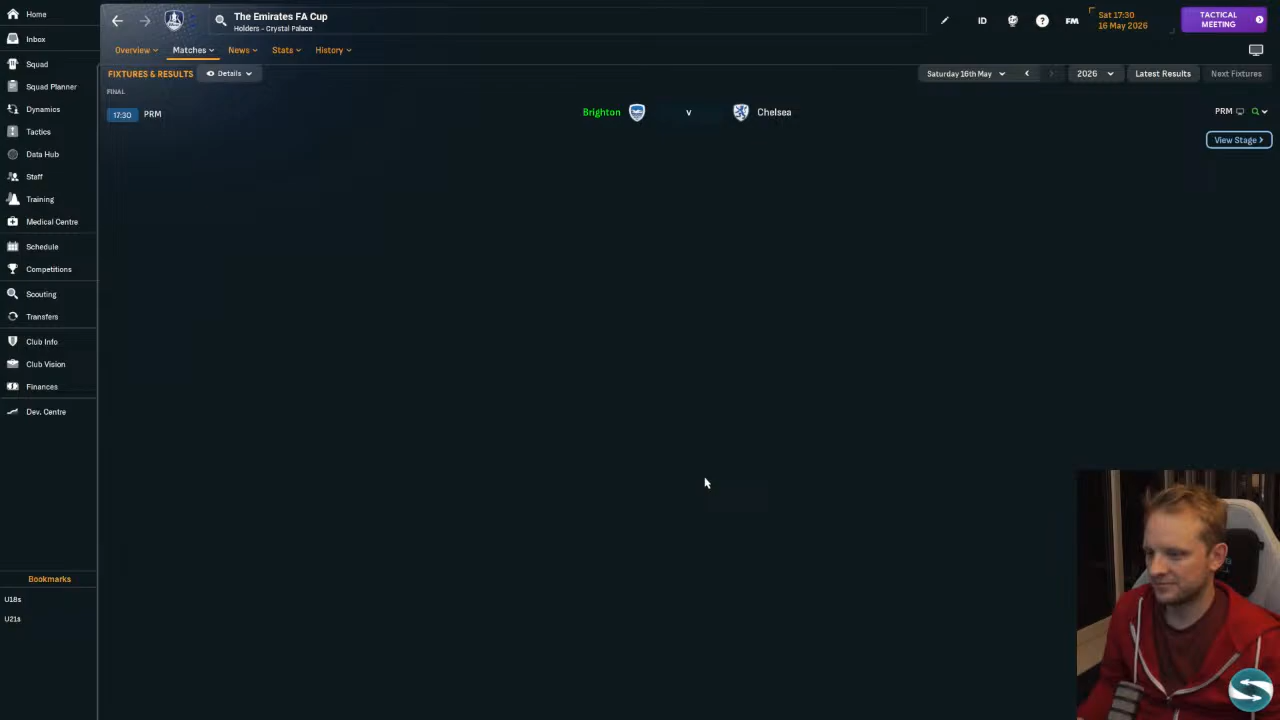 Home
Inbox
Squad
Squad Planner
Dynamics
Tactics
Data Hub
Staff
Training
Medical Centre
Schedule
Competitions
Scouting
Transfers
Club Info
Club Vision
Finances
Dev. Centre
Bookmarks
U18s
U21s
The Emirates FA Cup
Holders - Crystal Palace
ID
?
FM
Sat 17:30
16 May 2026
TACTICAL
MEETING
Overview Matches News Stats History
FIXTURES & RESULTS Details
Saturday 16th May 2026 Latest Results Next Fixtures
FINAL
17:30 PRM Brighton v Chelsea PRM
View Stage